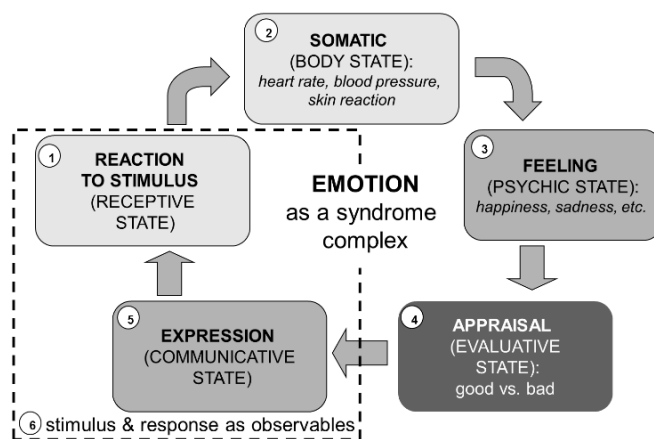 2
SOMATIC
(BODY STATE):
heart rate, blood pressure,
skin reaction
1
REACTION
TO STIMULUS
(RECEPTIVE
STATE)
EMOTION
as a syndrome
complex
3
FEELING
(PSYCHIC STATE):
happiness, sadness, etc.
4
APPRAISAL
(EVALUATIVE
STATE):
good vs. bad
5
EXPRESSION
(COMMUNICATIVE
STATE)
6 stimulus & response as observables